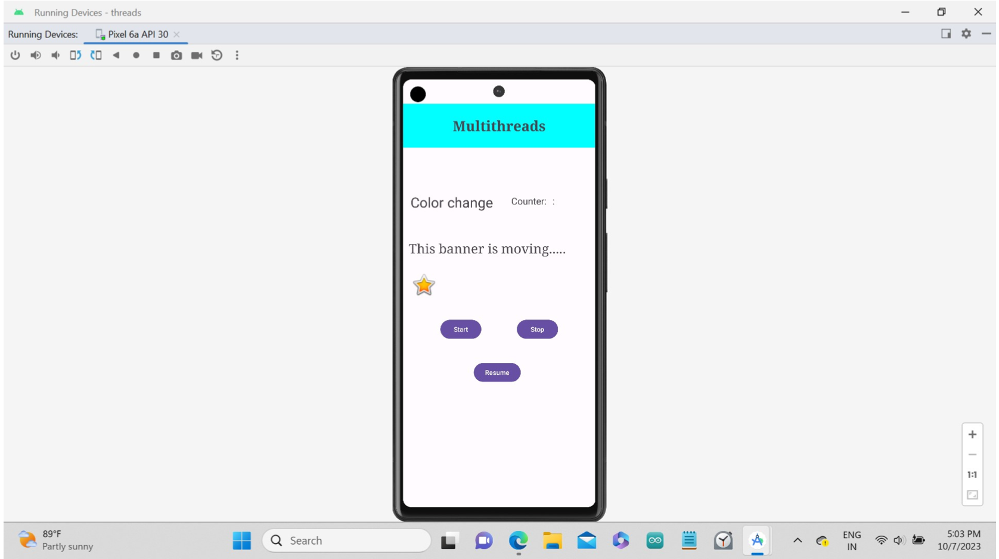 Running Devices - threads
Running Devices:
Pixel 6a API 30
Multithreads
Color change
Counter: :
This banner is moving.....
Start
Stop
Resume
1:1
89°F
Partly sunny
Search
ENG
IN
5:03 PM
10/7/2023